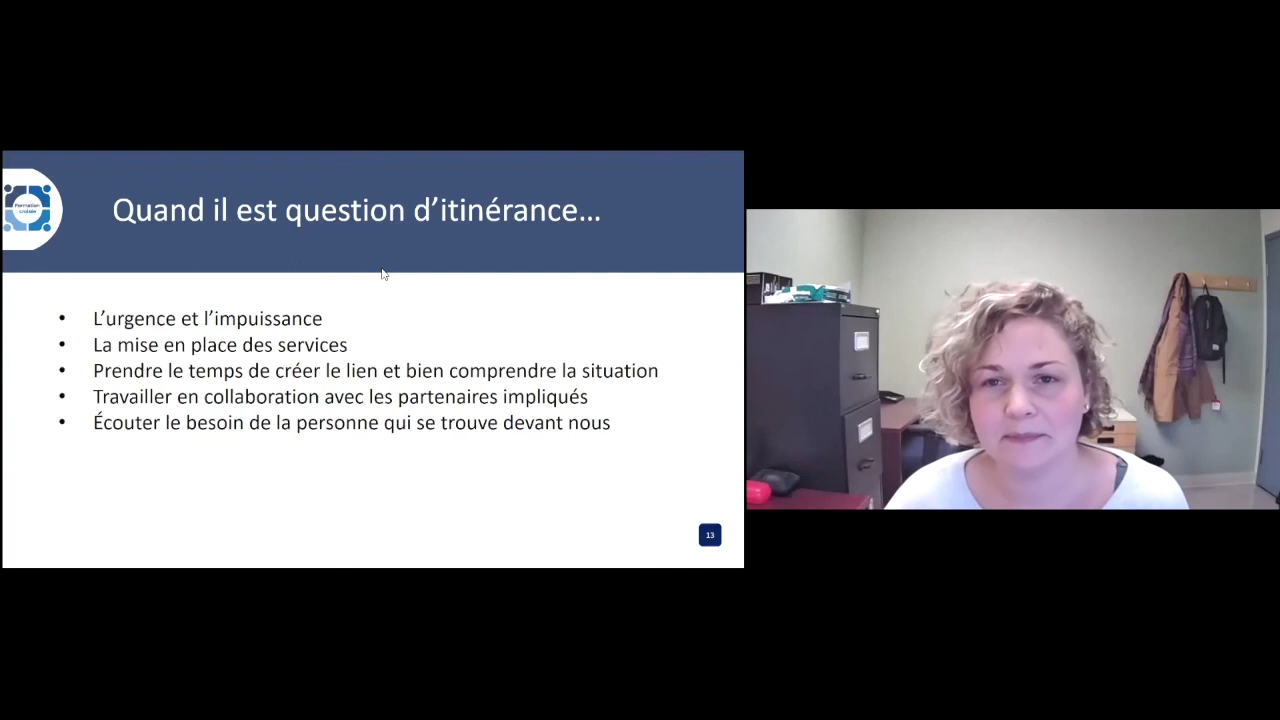 Formation
croisée
Quand il est question d’itinérance…
• L’urgence et l’impuissance
• La mise en place des services
• Prendre le temps de créer le lien et bien comprendre la situation
• Travailler en collaboration avec les partenaires impliqués
• Écouter le besoin de la personne qui se trouve devant nous
13